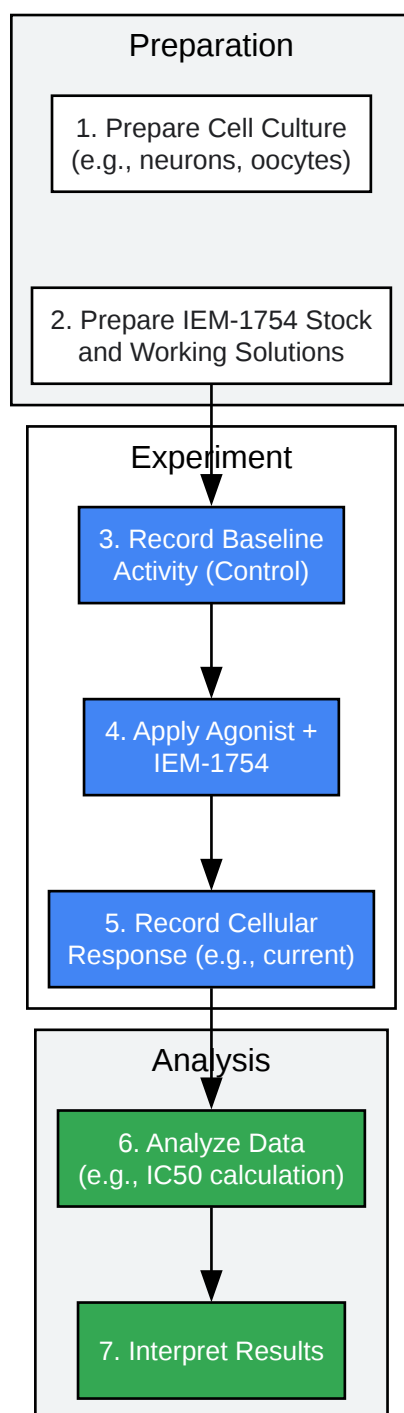 Preparation
1. Prepare Cell Culture
(e.g., neurons, oocytes)
2. Prepare IEM-1754 Stock
and Working Solutions
Experiment
3. Record Baseline
Activity (Control)
4. Apply Agonist +
IEM-1754
5. Record Cellular
Response (e.g., current)
Analysis
6. Analyze Data
(e.g., IC50 calculation)
7. Interpret Results